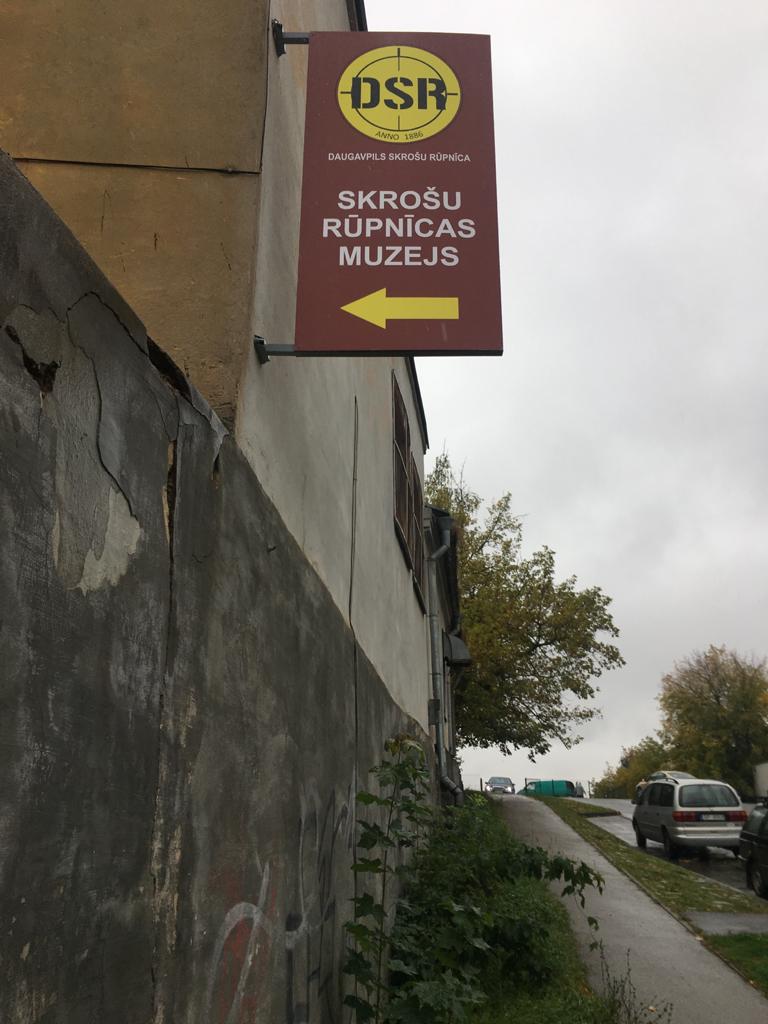 DSR
ANNO 1886
DAUGAVPILS SKROŠU RŪPNĪCA
SKROŠU
RŪPNĪCAS
MUZEJS